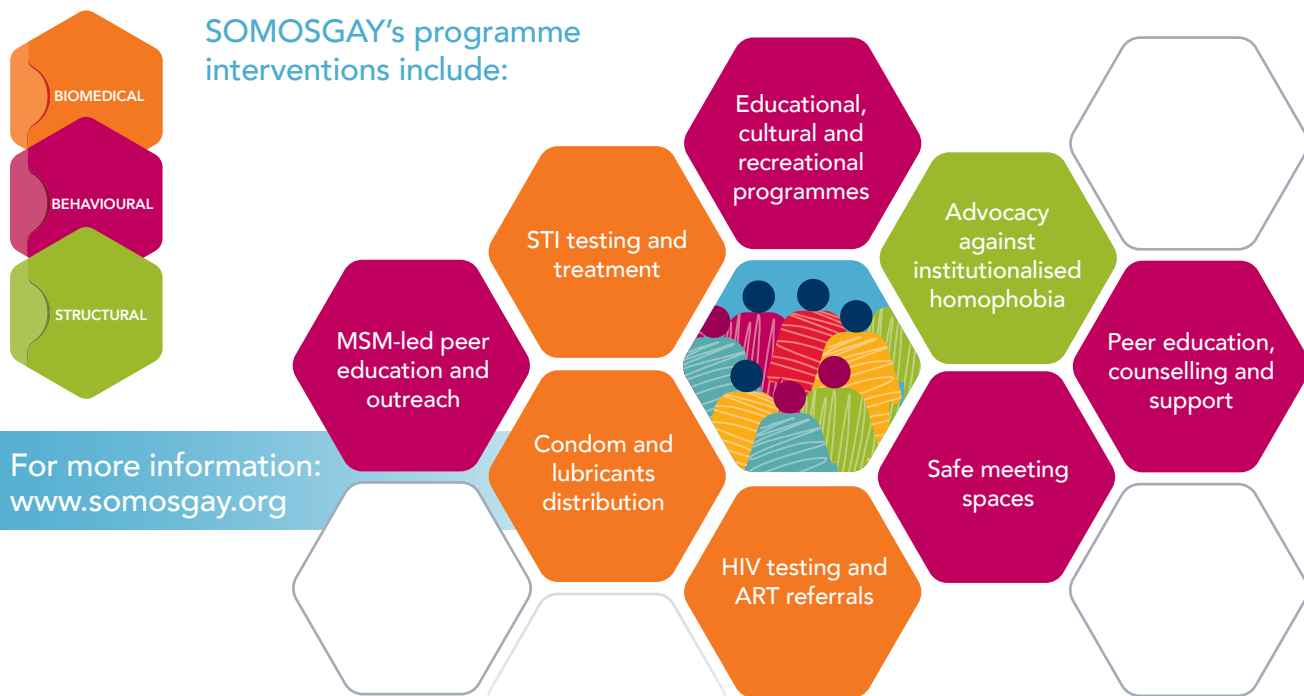 SOMOSGAY's programme
interventions include:
BIOMEDICAL
BEHAVIOURAL
STRUCTURAL
Educational,
cultural and
recreational
programmes
STI testing and
treatment
Advocacy
against
institutionalised
homophobia
MSM-led peer
education and
outreach
Peer education,
counselling and
support
Condom and
lubricants
distribution
Safe meeting
spaces
HIV testing and
ART referrals
For more information:
www.somosgay.org